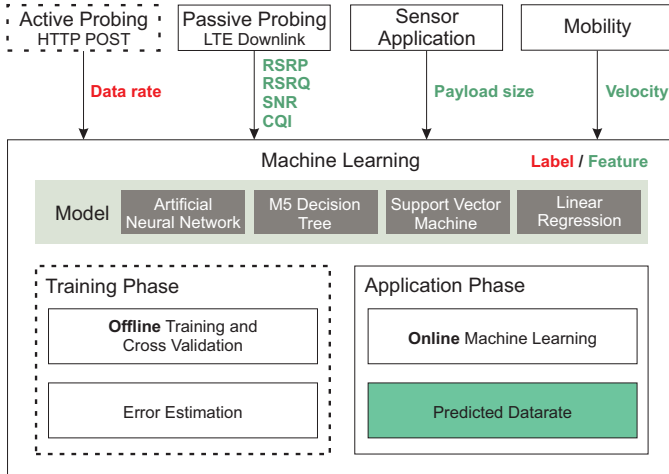 Active Probing
HTTP POST
Passive Probing
LTE Downlink
Sensor
Application
Mobility
Data rate
RSRP
RSRQ
SNR
CQI
Payload size
Velocity
Machine Learning
Label / Feature
Model
Artificial
Neural Network
M5 Decision
Tree
Support Vector
Machine
Linear
Regression
Training Phase
Offline Training and
Cross Validation
Error Estimation
Application Phase
Online Machine Learning
Predicted Datarate